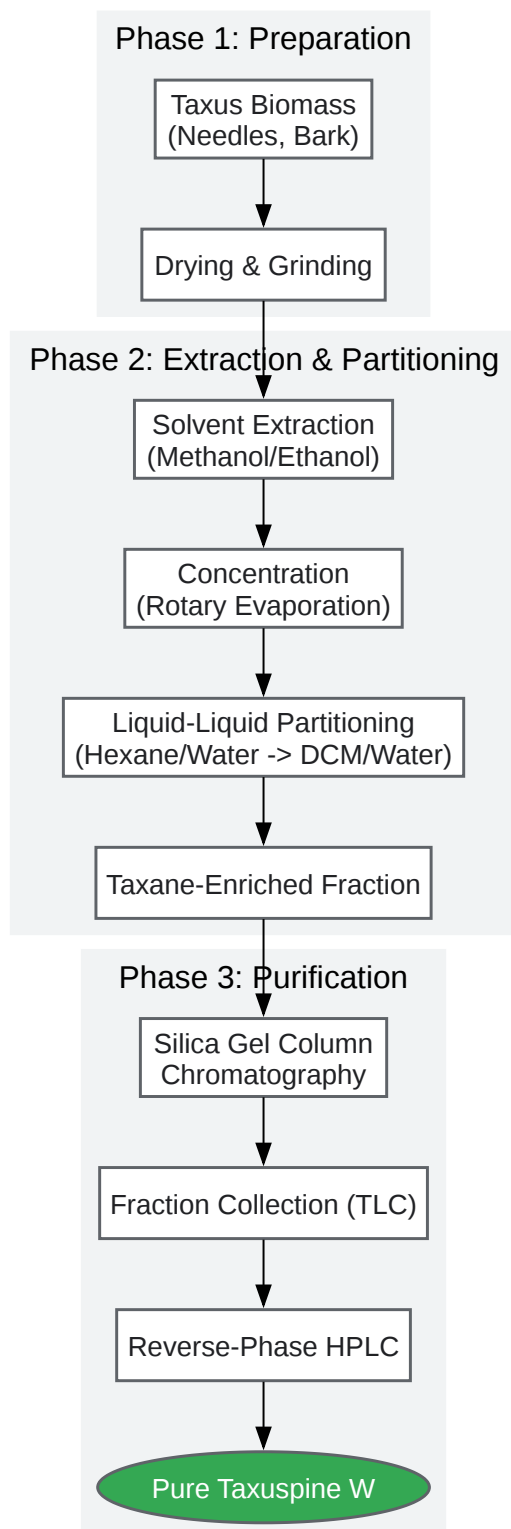 Phase 1: Preparation
Taxus Biomass
(Needles, Bark)
Drying & Grinding
Phase 2: Extraction & Partitioning
Solvent Extraction
(Methanol/Ethanol)
Concentration
(Rotary Evaporation)
Liquid-Liquid Partitioning
(Hexane/Water -> DCM/Water)
Taxane-Enriched Fraction
Phase 3: Purification
Silica Gel Column
Chromatography
Fraction Collection (TLC)
Reverse-Phase HPLC
Pure Taxuspine W